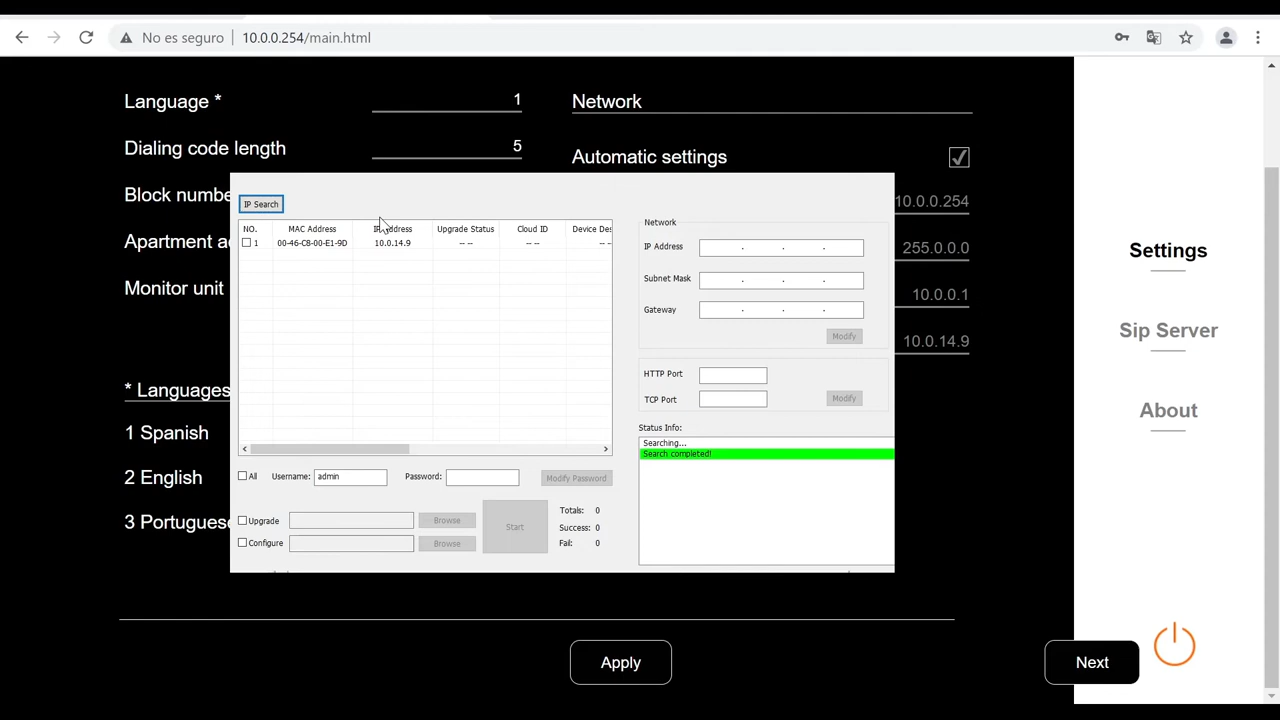 No es seguro
10.0.0.254/main.html
Language * 1
Dialing code length 5
Block numbe
Apartment a
Monitor unit
* Languages
1 Spanish
2 English
3 Portuguese
Network
Automatic settings
10.0.0.254
255.0.0.0
10.0.0.1
10.0.14.9
IP Search
NO. MAC Address IP Address Upgrade Status Cloud ID Device Des
1 00-46-C8-00-E1-9D 10.0.14.9 -- -- -- -- --
All Username: admin Password: Modify Password
Upgrade Browse Start
Configure Browse
Totals: 0
Success: 0
Fail: 0
Network
IP Address . . .
Subnet Mask . . .
Gateway . . .
Modify
HTTP Port
TCP Port Modify
Status Info:
Searching...
Search completed!
Settings
Sip Server
About
Apply
Next